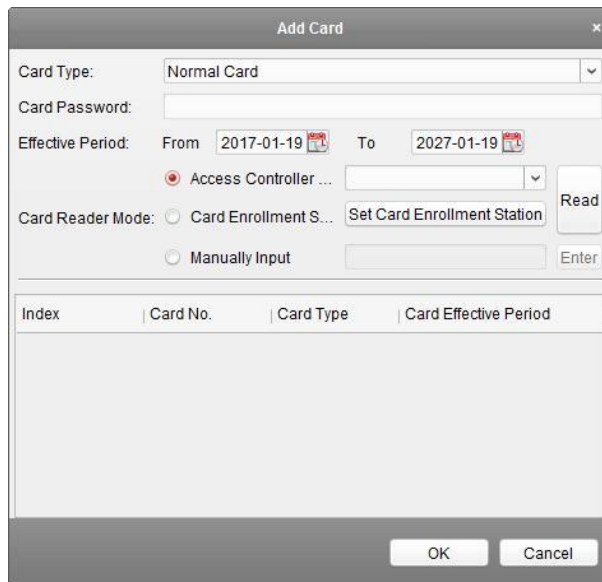 Add Card ×
Card Type: Normal Card
Card Password:
Effective Period: From 2017-01-19 To 2027-01-19
Access Controller ...
Read
Card Reader Mode: Card Enrollment S... Set Card Enrollment Station
Manually Input Enter
Index Card No. Card Type Card Effective Period
OK Cancel